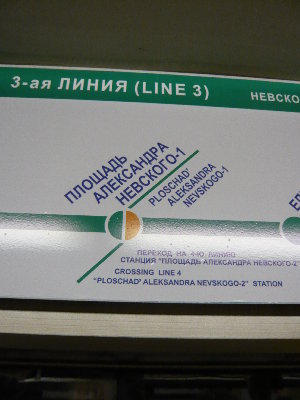 3-ая ЛИНИЯ (LINE 3)
НЕВСКО
ПЛОЩАДЬ
АЛЕКСАНДРА
НЕВСКОГО-1
PLOSCHAD'
ALEKSANDRA
NEVSKOGO-1
ПЕРЕХОД НА 4-Ю ЛИНИЮ
СТАНЦИЯ "ПЛОЩАДЬ АЛЕКСАНДРА НЕВСКОГО-2"
CROSSING LINE 4
"PLOSCHAD' ALEKSANDRA NEVSKOGO-2" STATION